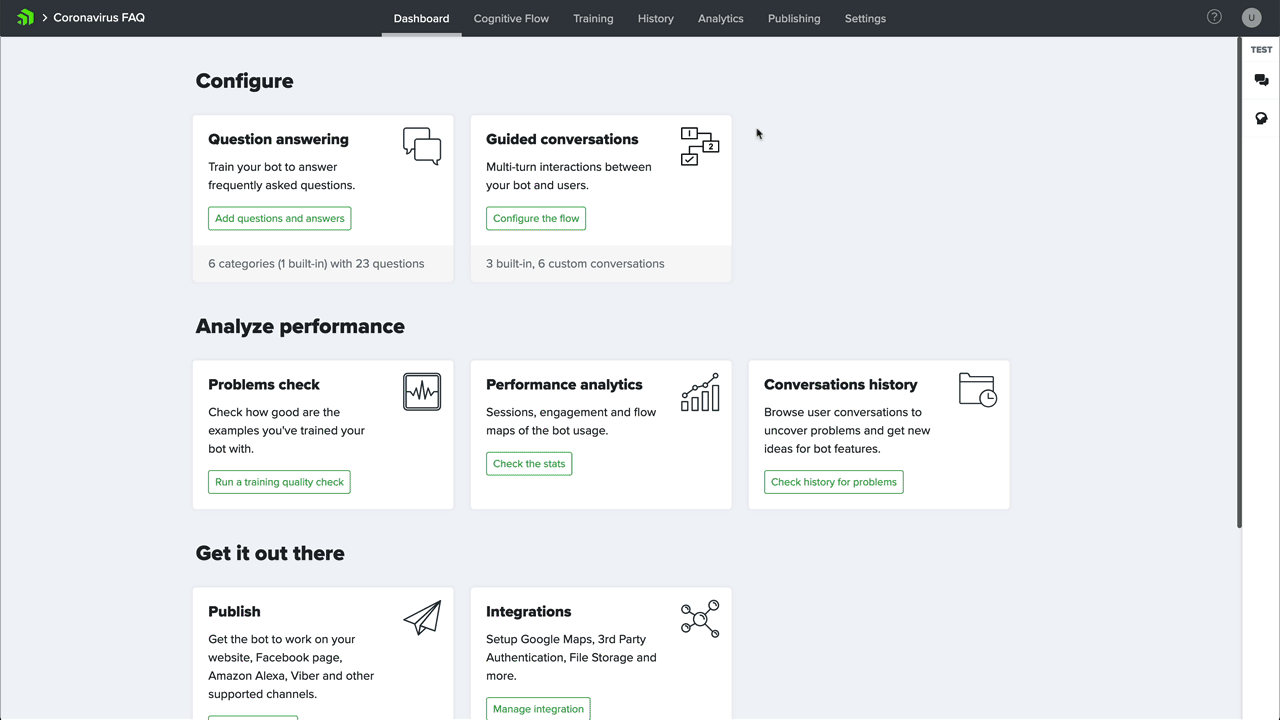 Coronavirus FAQ
Dashboard
Cognitive Flow
Training
History
Analytics
Publishing
Settings
?
U
TEST
Configure
Question answering
Train your bot to answer
frequently asked questions.
Add questions and answers
6 categories (1 built-in) with 23 questions
Guided conversations
Multi-turn interactions between
your bot and users.
Configure the flow
3 built-in, 6 custom conversations
1
2
Analyze performance
Problems check
Check how good are the
examples you've trained your
bot with.
Run a training quality check
Performance analytics
Sessions, engagement and flow
maps of the bot usage.
Check the stats
Conversations history
Browse user conversations to
uncover problems and get new
ideas for bot features.
Check history for problems
Get it out there
Publish
Get the bot to work on your
website, Facebook page,
Amazon Alexa, Viber and other
supported channels.
Integrations
Setup Google Maps, 3rd Party
Authentication, File Storage and
more.
Manage integration